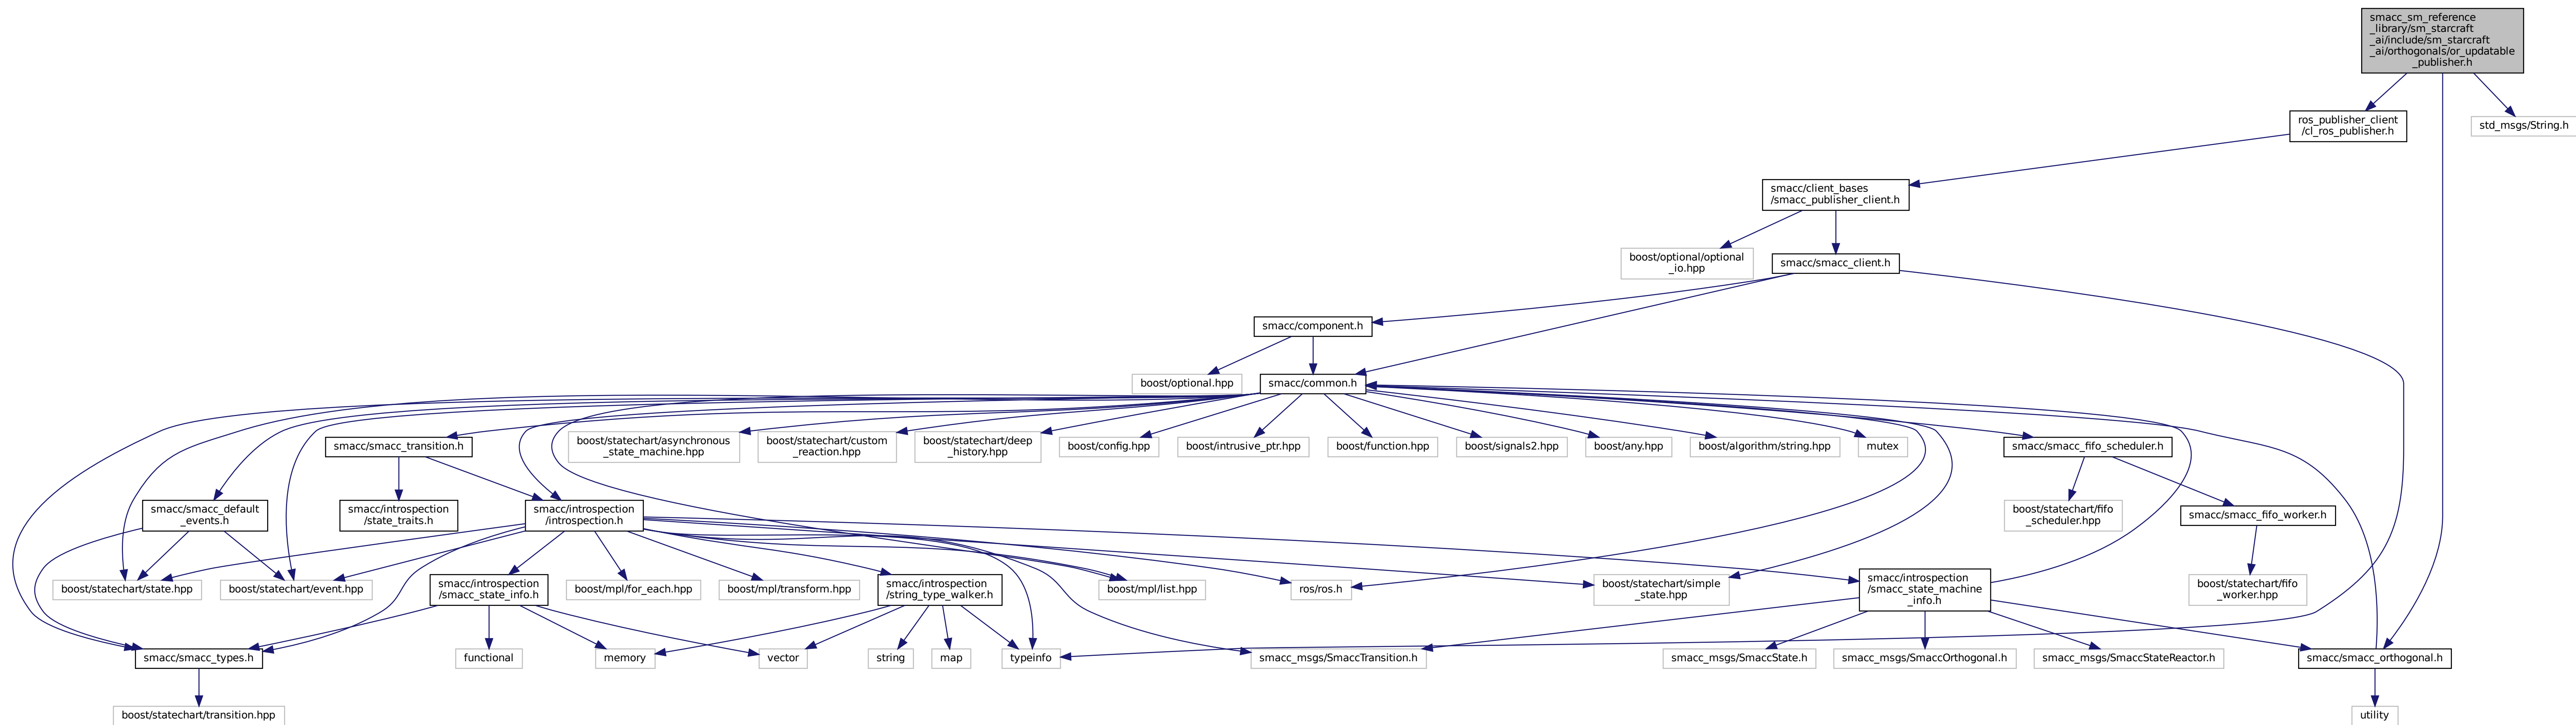 smacc_sm_reference
_library/sm_starcraft
_ai/include/sm_starcraft
_ai/orthogonals/or_updatable
_publisher.h
ros_publisher_client
/cl_ros_publisher.h
std_msgs/String.h
smacc/client_bases
/smacc_publisher_client.h
boost/optional/optional
_io.hpp
smacc/smacc_client.h
smacc/component.h
boost/optional.hpp
smacc/common.h
smacc/smacc_transition.h
boost/statechart/asynchronous
_state_machine.hpp
boost/statechart/custom
_reaction.hpp
boost/statechart/deep
_history.hpp
boost/config.hpp
boost/intrusive_ptr.hpp
boost/function.hpp
boost/signals2.hpp
boost/any.hpp
boost/algorithm/string.hpp
mutex
smacc/smacc_fifo_scheduler.h
smacc/smacc_default
_events.h
smacc/introspection
/state_traits.h
smacc/introspection
/introspection.h
boost/statechart/fifo
_scheduler.hpp
smacc/smacc_fifo_worker.h
boost/statechart/state.hpp
boost/statechart/event.hpp
smacc/introspection
/smacc_state_info.h
boost/mpl/for_each.hpp
boost/mpl/transform.hpp
smacc/introspection
/string_type_walker.h
boost/mpl/list.hpp
ros/ros.h
boost/statechart/simple
_state.hpp
smacc/introspection
/smacc_state_machine
_info.h
boost/statechart/fifo
_worker.hpp
smacc/smacc_types.h
functional
memory
vector
string
map
typeinfo
smacc_msgs/SmaccTransition.h
smacc_msgs/SmaccState.h
smacc_msgs/SmaccOrthogonal.h
smacc_msgs/SmaccStateReactor.h
smacc/smacc_orthogonal.h
boost/statechart/transition.hpp
utility